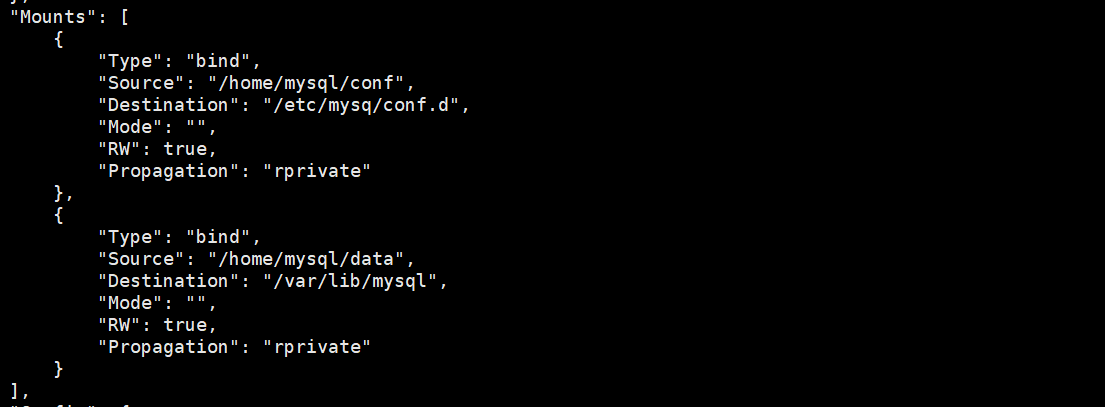 "Mounts": [
{
"Type": "bind",
"Source": "/home/mysql/conf",
"Destination": "/etc/mysq/conf.d",
"Mode": "",
"RW": true,
"Propagation": "rprivate"
},
{
"Type": "bind",
"Source": "/home/mysql/data",
"Destination": "/var/lib/mysql",
"Mode": "",
"RW": true,
"Propagation": "rprivate"
}
],